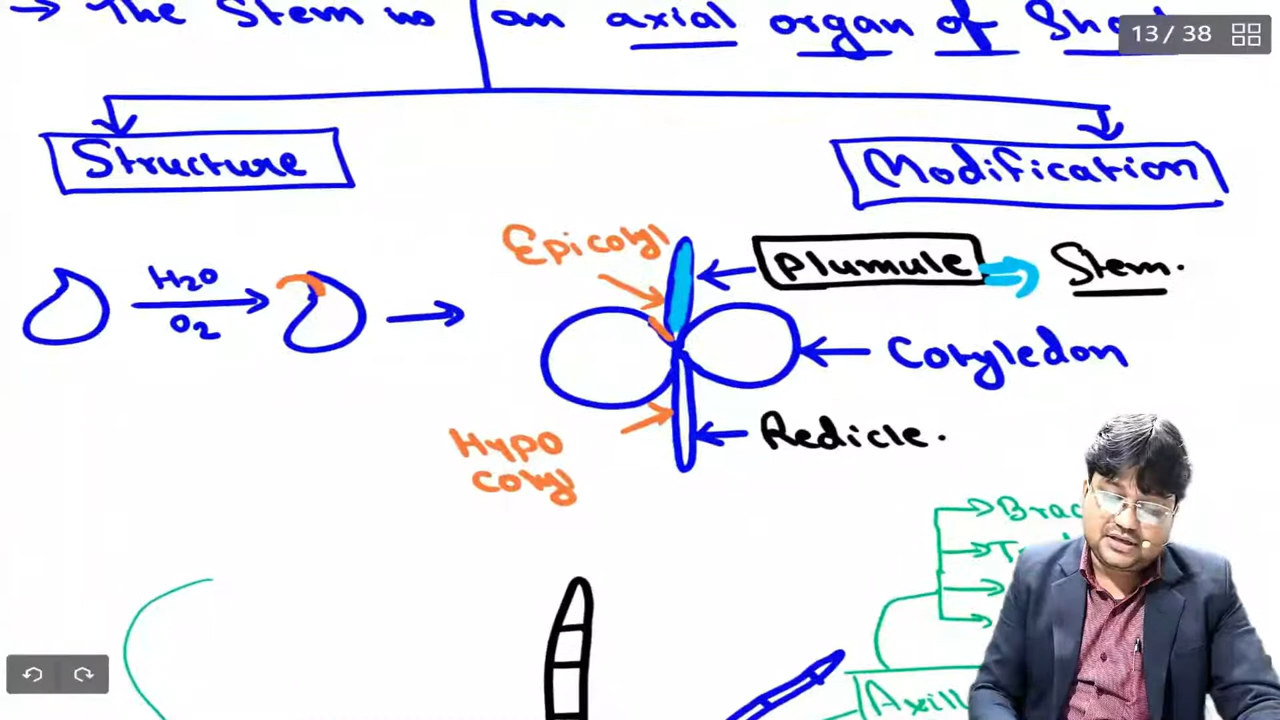 → The Stem is an axial organ of
13 / 38
Structure
Modification
Epicotyl
Plumule
Stem.
H₂O
O₂
Cotyledon
Redicle.
Hypo
cotyl